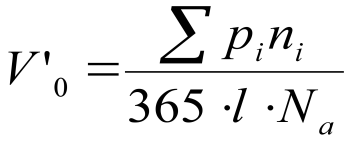 V'₀ = ∑ pᵢnᵢ / 365 · l · Nₐ